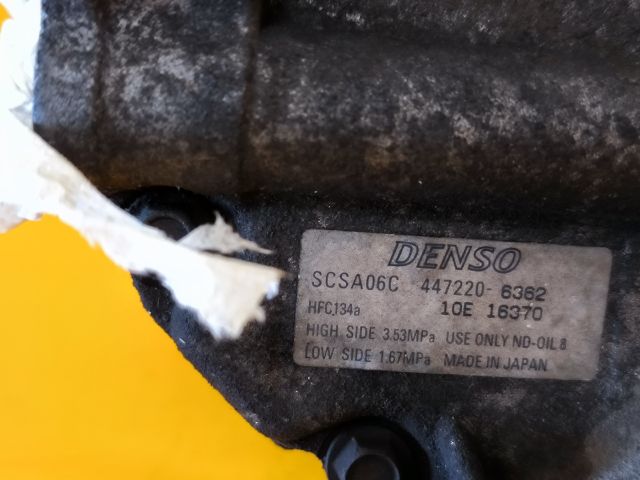 DENSO
SCSA06C 447220-6362
HFC134a 10E 16370
HIGH SIDE 3.53MPa USE ONLY ND-OIL 8
LOW SIDE 1.67MPa MADE IN JAPAN